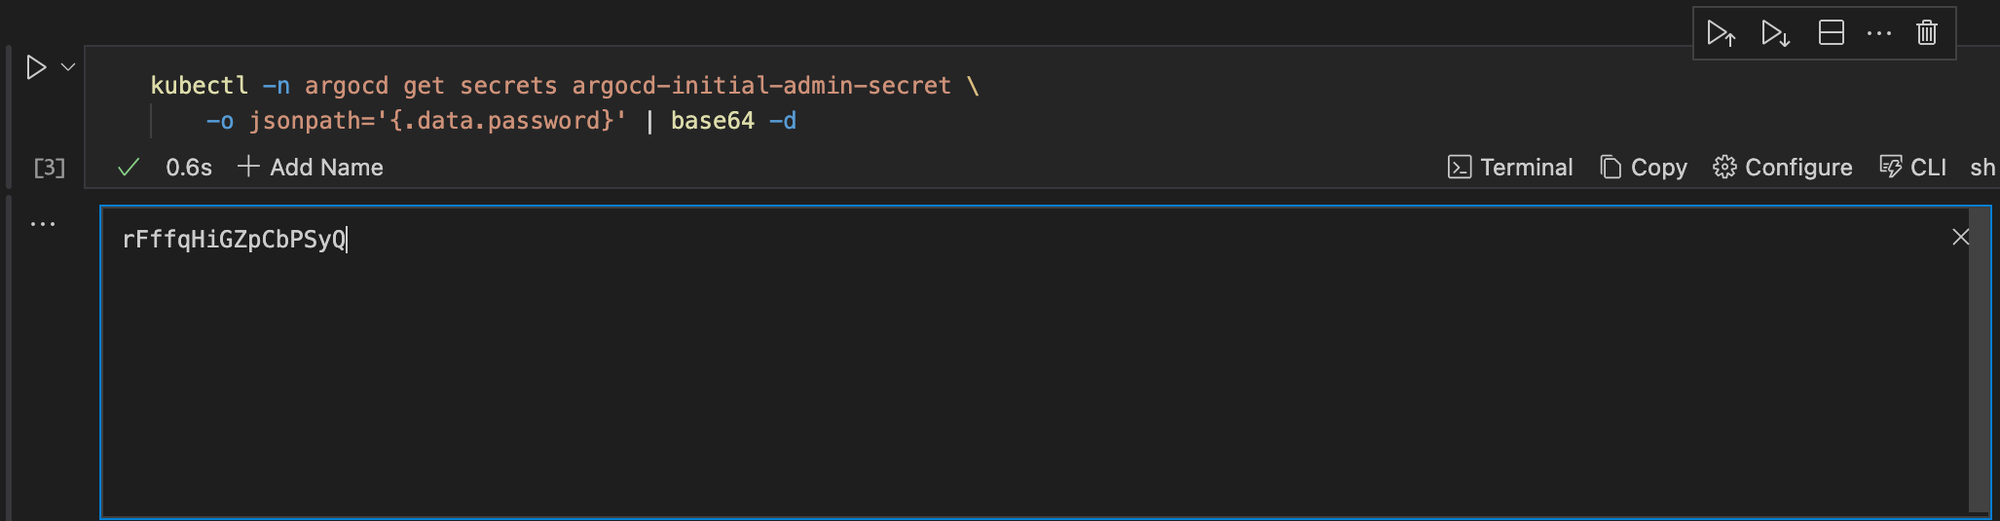 kubectl -n argocd get secrets argocd-initial-admin-secret \
-o jsonpath='{.data.password}' | base64 -d
[3] 0.6s Add Name Terminal Copy Configure CLI sh
rFffqHiGZpCbPSyQ